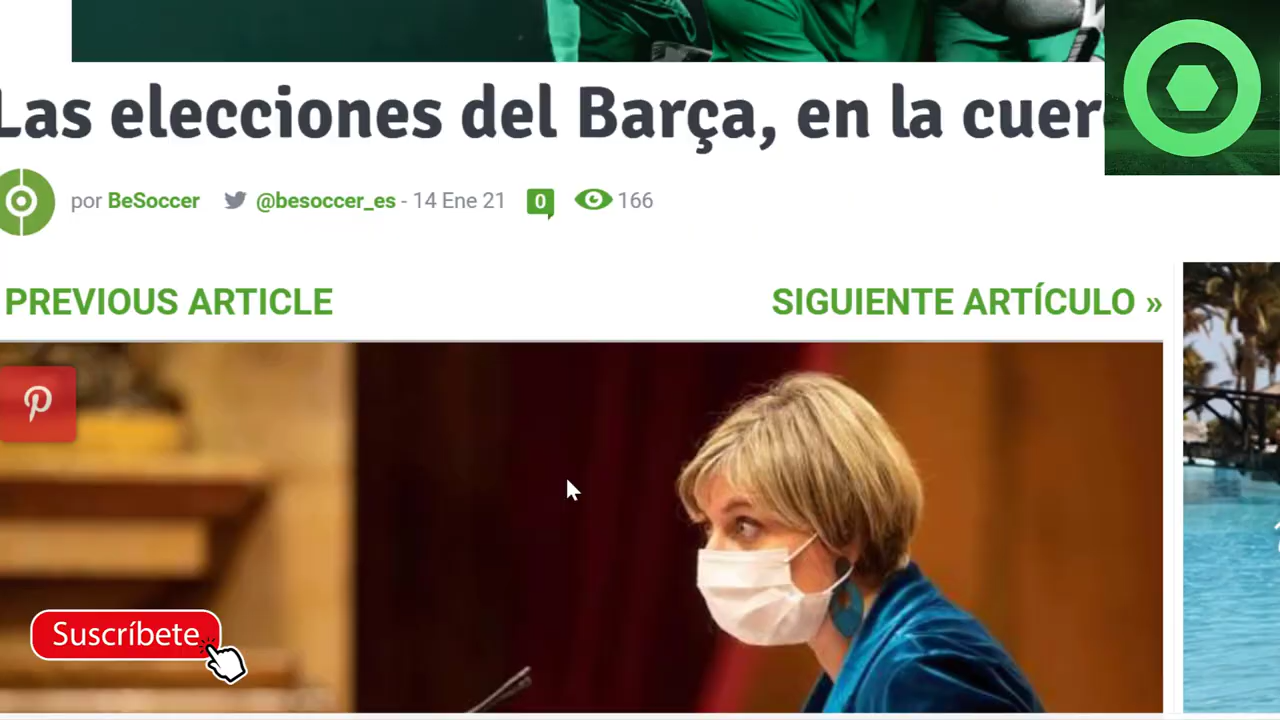 Las elecciones del Barça, en la
por BeSoccer @besoccer_es - 14 Ene 21 0 166
PREVIOUS ARTICLE SIGUIENTE ARTÍCULO »
Suscríbete